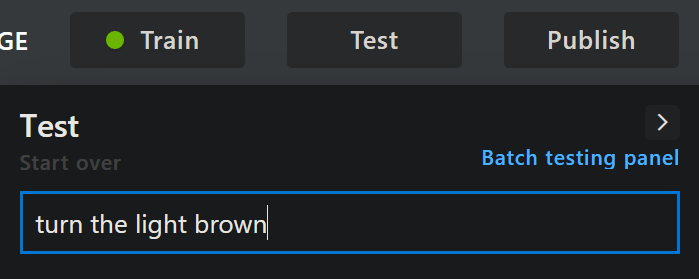 GE Train Test Publish
Test
Start over Batch testing panel
turn the light brown